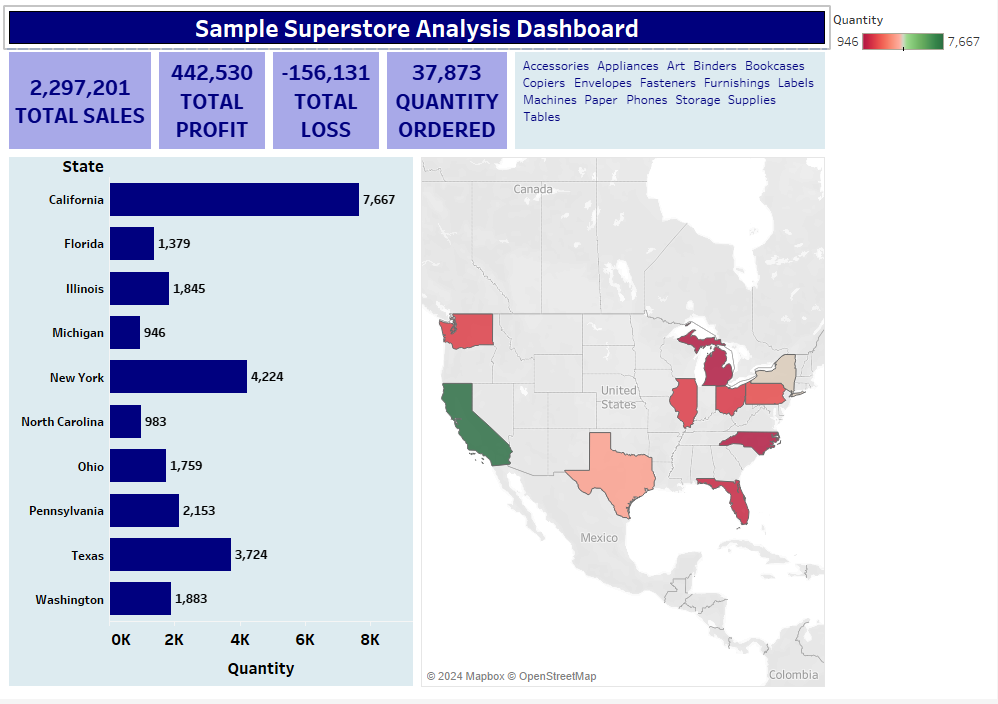 Sample Superstore Analysis Dashboard
Quantity
946 7,667
2,297,201
TOTAL SALES
442,530
TOTAL
PROFIT
-156,131
TOTAL
LOSS
37,873
QUANTITY
ORDERED
Accessories Appliances Art Binders Bookcases
Copiers Envelopes Fasteners Furnishings Labels
Machines Paper Phones Storage Supplies
Tables
State
California 7,667
Florida 1,379
Illinois 1,845
Michigan 946
New York 4,224
North Carolina 983
Ohio 1,759
Pennsylvania 2,153
Texas 3,724
Washington 1,883
0K 2K 4K 6K 8K
Quantity
Canada
United
States
Mexico
Colombia
© 2024 Mapbox © OpenStreetMap